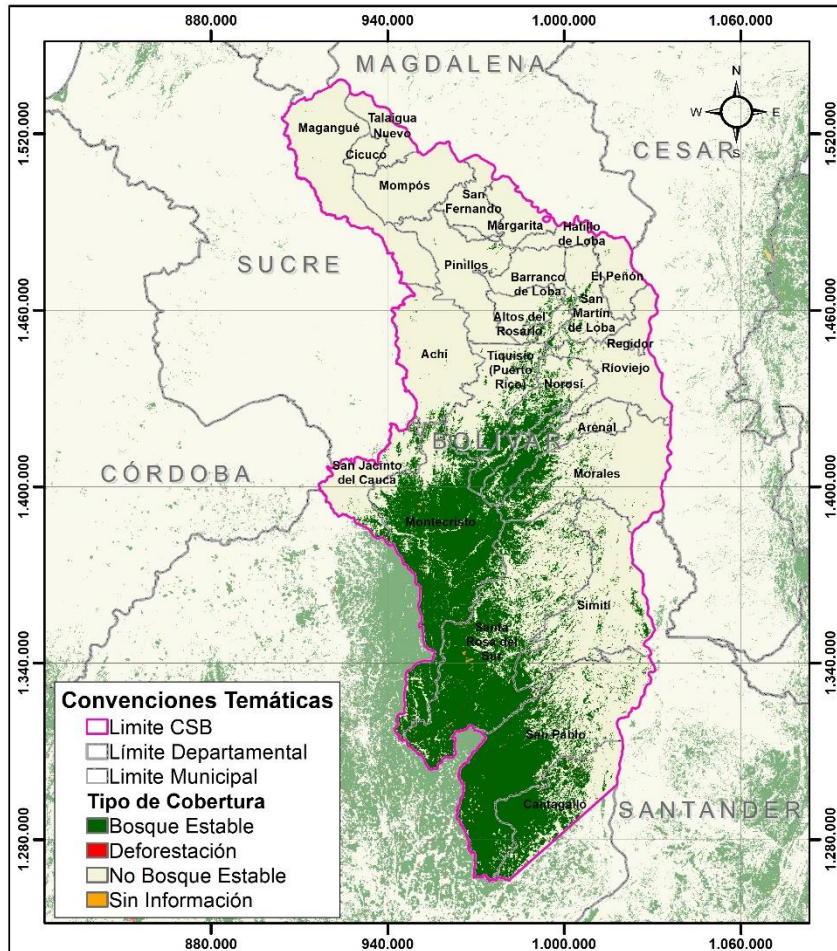 880.000 940.000 1.000.000 1.060.000
MAGDALENA
N
W E
S
1.520.000 1.520.000
Talaigua
Nuevo
Magangué
Cicuco
CESAR
Mompós
San
Fernando
Margarita
Hatillo
de Loba
SUCRE
Pinillos
Barranco
de Loba
El Peñón
San
Martín
de Loba
1.460.000 1.460.000
Altos del
Rosario
Regidor
Achí
Tiquisio
(Puerto
Rico)
Norosí
Ríoviejo
Arenal
BOLÍVAR
CÓRDOBA
San Jacinto
del Cauca
Morales
1.400.000 1.400.000
Montecristo
Simití
Santa
Rosa del
Sur
1.340.000 1.340.000
San Pablo
Cantagallo
SANTANDER
1.280.000 1.280.000
Convenciones Temáticas
Limite CSB
Límite Departamental
Limite Municipal
Tipo de Cobertura
Bosque Estable
Deforestación
No Bosque Estable
Sin Información
880.000 940.000 1.000.000 1.060.000